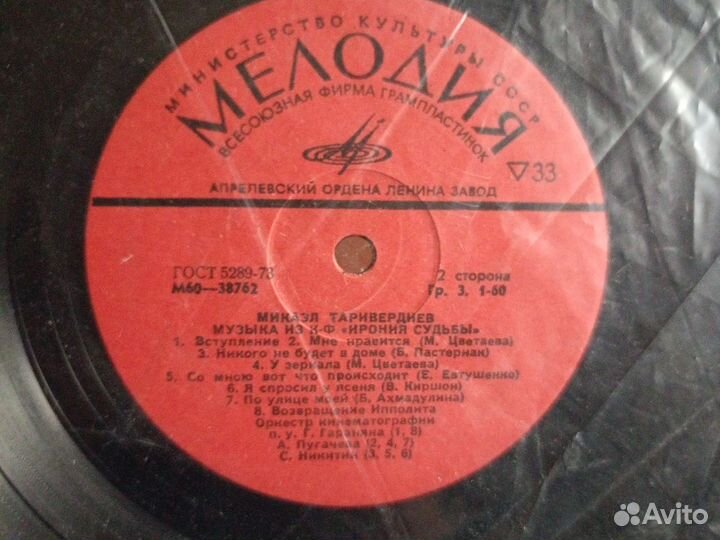 МИНИСТЕРСТВО КУЛЬТУРЫ СССР
МЕЛОДИЯ
ВСЕСОЮЗНАЯ ФИРМА ГРАМПЛАСТИНОК
▽33
АПРЕЛЕВСКИЙ ОРДЕНА ЛЕНИНА ЗАВОД
ГОСТ 5289-73
2 сторона
М60—38762
Гр. 3. 1-60
МИКАЭЛ ТАРИВЕРДИЕВ
МУЗЫКА ИЗ К-Ф «ИРОНИЯ СУДЬБЫ»
1. Вступление 2. Мне нравится (М. Цветаева)
3. Никого не будет в доме (Б. Пастернак)
4. У зеркала (М. Цветаева)
5. Со мною вот что происходит (Е. Евтушенко)
6. Я спросил у ясеня (В. Киршон)
7. По улице моей (Б. Ахмадулина)
8. Возвращение Ипполита
Оркестр кинематографии
п. у. Г. Гараняна (1, 8)
А. Пугачева (2, 4, 7)
С. Никитин (3, 5, 6)
Avito